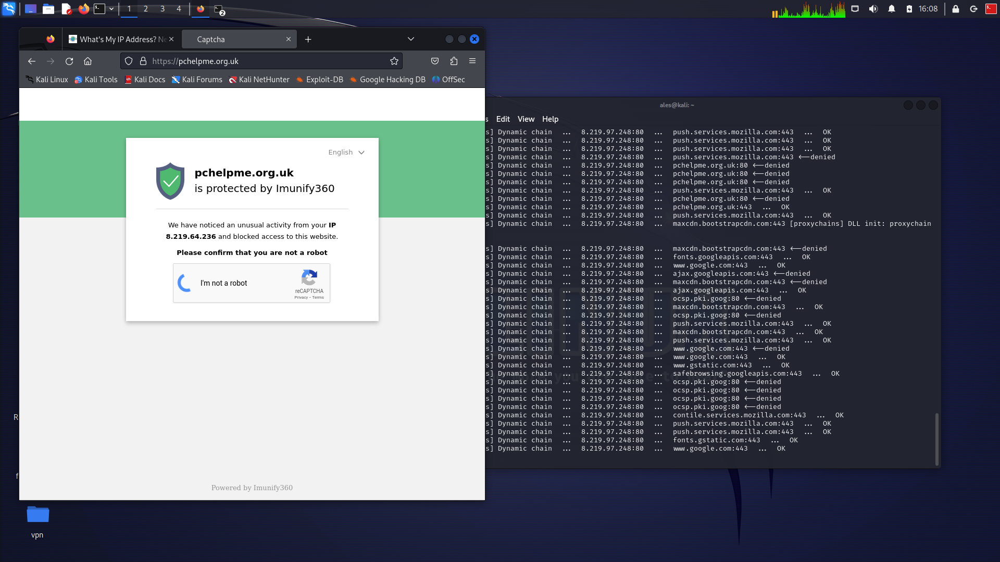 1 2 3 4 2 16:08
What's My IP Address? Ne
Captcha
https://pchelpme.org.uk
Kali Linux Kali Tools Kali Docs Kali Forums Kali NetHunter Exploit-DB Google Hacking DB OffSec
English
pchelpme.org.uk
is protected by Imunify360
We have noticed an unusual activity from your IP
8.219.64.236 and blocked access to this website.
Please confirm that you are not a robot
I'm not a robot
reCAPTCHA
Privacy - Terms
Powered by Imunify360
R
f
vpn
ales@kali: ~
s Edit View Help
s] Dynamic chain ... 8.219.97.248:80 ... push.services.mozilla.com:443 ... OK
s] Dynamic chain ... 8.219.97.248:80 ... push.services.mozilla.com:443 ... OK
s] Dynamic chain ... 8.219.97.248:80 ... push.services.mozilla.com:443 ... OK
s] Dynamic chain ... 8.219.97.248:80 ... push.services.mozilla.com:443 <--denied
s] Dynamic chain ... 8.219.97.248:80 ... pchelpme.org.uk:80 <--denied
s] Dynamic chain ... 8.219.97.248:80 ... pchelpme.org.uk:80 <--denied
s] Dynamic chain ... 8.219.97.248:80 ... pchelpme.org.uk:80 <--denied
s] Dynamic chain ... 8.219.97.248:80 ... push.services.mozilla.com:443 ... OK
s] Dynamic chain ... 8.219.97.248:80 ... pchelpme.org.uk:80 <--denied
s] Dynamic chain ... 8.219.97.248:80 ... pchelpme.org.uk:443 ... OK
s] Dynamic chain ... 8.219.97.248:80 ... push.services.mozilla.com:443 ... OK
s] Dynamic chain ... 8.219.97.248:80 ... maxcdn.bootstrapcdn.com:443 [proxychains] DLL init: proxychain
s] Dynamic chain ... 8.219.97.248:80 ... maxcdn.bootstrapcdn.com:443 <--denied
s] Dynamic chain ... 8.219.97.248:80 ... fonts.googleapis.com:443 ... OK
s] Dynamic chain ... 8.219.97.248:80 ... www.google.com:443 ... OK
s] Dynamic chain ... 8.219.97.248:80 ... ajax.googleapis.com:443 <--denied
s] Dynamic chain ... 8.219.97.248:80 ... maxcdn.bootstrapcdn.com:443 <--denied
s] Dynamic chain ... 8.219.97.248:80 ... ajax.googleapis.com:443 ... OK
s] Dynamic chain ... 8.219.97.248:80 ... ocsp.pki.goog:80 <--denied
s] Dynamic chain ... 8.219.97.248:80 ... maxcdn.bootstrapcdn.com:443 ... OK
s] Dynamic chain ... 8.219.97.248:80 ... ocsp.pki.goog:80 <--denied
s] Dynamic chain ... 8.219.97.248:80 ... push.services.mozilla.com:443 ... OK
s] Dynamic chain ... 8.219.97.248:80 ... maxcdn.bootstrapcdn.com:443 ... OK
s] Dynamic chain ... 8.219.97.248:80 ... push.services.mozilla.com:443 ... OK
s] Dynamic chain ... 8.219.97.248:80 ... www.google.com:443 <--denied
s] Dynamic chain ... 8.219.97.248:80 ... www.google.com:443 ... OK
s] Dynamic chain ... 8.219.97.248:80 ... www.gstatic.com:443 ... OK
s] Dynamic chain ... 8.219.97.248:80 ... safebrowsing.googleapis.com:443 ... OK
s] Dynamic chain ... 8.219.97.248:80 ... ocsp.pki.goog:80 <--denied
s] Dynamic chain ... 8.219.97.248:80 ... ocsp.pki.goog:80 <--denied
s] Dynamic chain ... 8.219.97.248:80 ... ocsp.pki.goog:80 <--denied
s] Dynamic chain ... 8.219.97.248:80 ... ocsp.pki.goog:80 <--denied
s] Dynamic chain ... 8.219.97.248:80 ... contile.services.mozilla.com:443 ... OK
s] Dynamic chain ... 8.219.97.248:80 ... push.services.mozilla.com:443 ... OK
s] Dynamic chain ... 8.219.97.248:80 ... push.services.mozilla.com:443 ... OK
s] Dynamic chain ... 8.219.97.248:80 ... fonts.gstatic.com:443 ... OK
s] Dynamic chain ... 8.219.97.248:80 ... www.google.com:443 ... OK